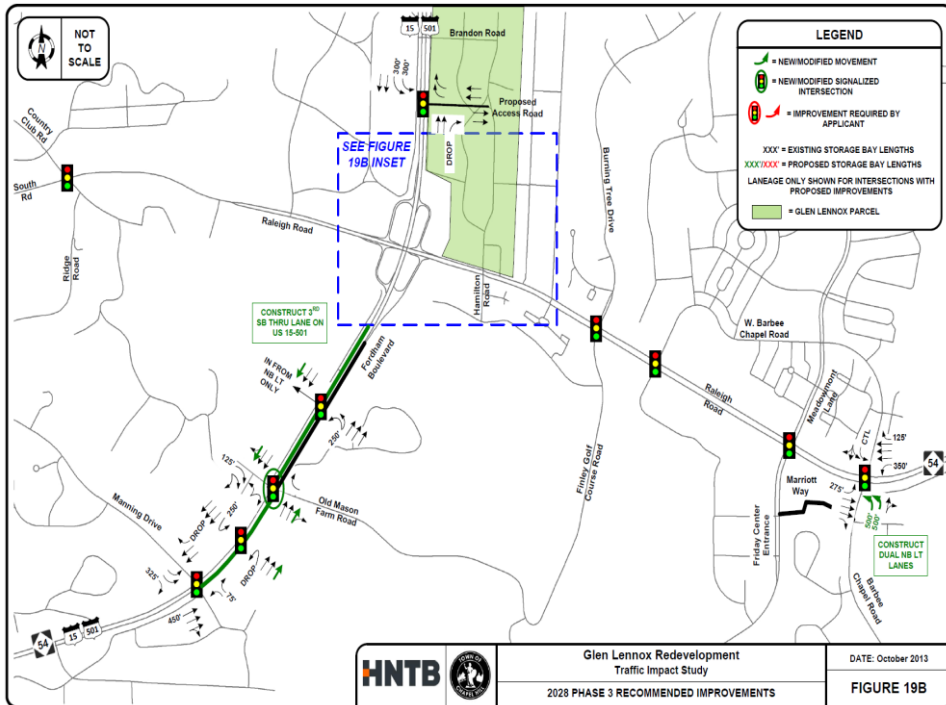 NOT
TO
SCALE
N
15 501
Brandon Road
300'
300'
Proposed
Access Road
DROP
SEE FIGURE
19B INSET
LEGEND
= NEW/MODIFIED MOVEMENT
= NEW/MODIFIED SIGNALIZED
INTERSECTION
= IMPROVEMENT REQUIRED BY
APPLICANT
XXX' = EXISTING STORAGE BAY LENGTHS
XXX'/XXX' = PROPOSED STORAGE BAY LENGTHS
LANEAGE ONLY SHOWN FOR INTERSECTIONS WITH
PROPOSED IMPROVEMENTS
= GLEN LENNOX PARCEL
Country
Club Rd
South
Rd
Ridge
Road
Raleigh Road
Hamilton
Road
Burning Tree Drive
CONSTRUCT 3RD
SB THRU LANE ON
US 15-501
Fordham
Boulevard
IN FROM
NB LT
ONLY
250'
W. Barbee
Chapel Road
Meadowmont
Lane
Raleigh
Road
CTL
125'
350'
54
275'
Marriott
Way
500'
500'
CONSTRUCT
DUAL NB LT
LANES
Barbee
Chapel Road
Friday Center
Entrance
Finley Golf
Course Road
125'
250'
DROP
Old Mason
Farm Road
Manning Drive
DROP
325'
75'
450'
54
15 501
HNTB
TOWN OF
CHAPEL HILL
Glen Lennox Redevelopment
Traffic Impact Study
2028 PHASE 3 RECOMMENDED IMPROVEMENTS
DATE: October 2013
FIGURE 19B